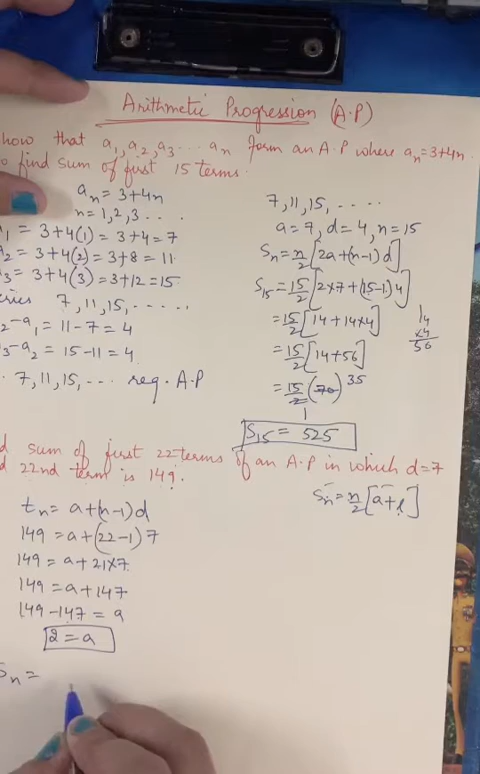 Arithmetic Progression (A.P)
how that a₁, a₂, a₃ ... aₙ form an A.P where aₙ = 3+4n
o find sum of first 15 terms.
aₙ = 3+4n
n = 1, 2, 3 ....
₁ = 3+4(1) = 3+4 = 7
₂ = 3+4(2) = 3+8 = 11
₃ = 3+4(3) = 3+12 = 15
eries 7, 11, 15, .....
₂-a₁ = 11-7 = 4
₃-a₂ = 15-11 = 4
7, 11, 15, ... req. A.P
7, 11, 15, ....
a = 7, d = 4, n = 15
Sₙ = n/2 [2a+(n-1)d]
S₁₅ = 15/2 [2×7+(15-1)4]
= 15/2 [14+14×4]
= 15/2 [14+56]
= 15/2 (70) 35
1
S₁₅ = 525
14
×4
56
d sum of first 22 terms of an A.P in which d=7
d 22nd term is 149.
tₙ = a+(n-1)d
149 = a+(22-1)7
149 = a+21×7
149 = a+147
149-147 = a
2 = a
Sₙ = n/2 [a+l]
Sₙ =